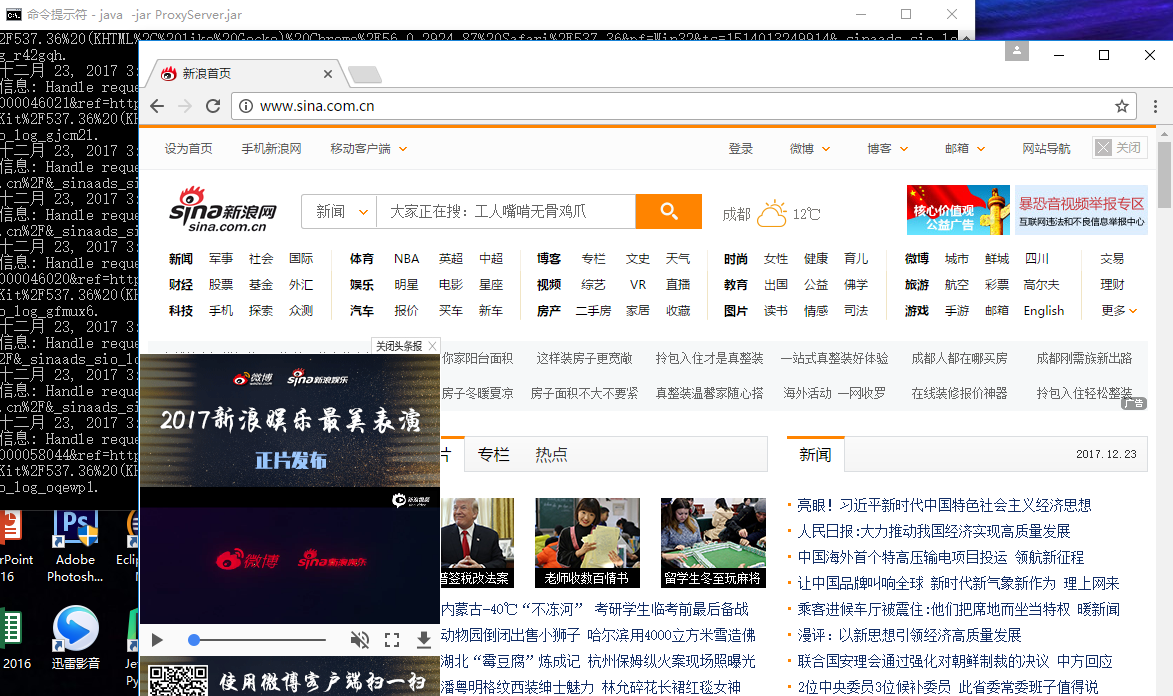 命令提示符 - java -jar ProxyServer.jar
2F537.36%20(KHTML%2C%20like%20Gecko)%20Chrome%2F56.0.2924.87%20Safari%2F537.36&pf=Win32&ts=1514013249914&_sinaads_sio_lo
g_r42gqh.
十二月 23, 2017 3:
信息: Handle reque
000046021&ref=http
Kit%2F537.36%20(KH
o_log_gjcm21.
十二月 23, 2017 3:
信息: Handle reque
.cn%2F&_sinaads_si
十二月 23, 2017 3:
信息: Handle reque
.cn%2F&_sinaads_si
十二月 23, 2017 3:
信息: Handle reque
000046020&ref=http
Kit%2F537.36%20(KH
o_log_gfmux6.
十二月 23, 2017 3:
信息: Handle reque
2F&_sinaads_sio_lo
十二月 23, 2017 3:
信息: Handle reque
.cn%2F&_sinaads_si
十二月 23, 2017 3:
信息: Handle reque
000058044&ref=http
Kit%2F537.36%20(KH
o_log_oqewp1.
rPoint
16
Adobe
Photosh...
Eclip
2016
迅雷影音
Je
Py
新浪首页
www.sina.com.cn
设为首页 手机新浪网 移动客户端 登录 微博 博客 邮箱 网站导航 关闭
sina新浪网
sina.com.cn
新闻 大家正在搜：工人嘴啃无骨鸡爪
成都 12℃
核心价值观
公益广告
暴恐音视频举报专区
互联网违法和不良信息举报中心
新闻 军事 社会 国际 体育 NBA 英超 中超 博客 专栏 文史 天气 时尚 女性 健康 育儿 微博 城市 鲜城 四川 交易
财经 股票 基金 外汇 娱乐 明星 电影 星座 视频 综艺 VR 直播 教育 出国 公益 佛学 旅游 航空 彩票 高尔夫 理财
科技 手机 探索 众测 汽车 报价 买车 新车 房产 二手房 家居 收藏 图片 读书 情感 司法 游戏 手游 邮箱 English 更多
关闭头条报
你家阳台面积 这样装房子更宽敞 拎包入住才是真整装 一站式真整装好体验 成都人都在哪买房 成都刚需族新出路
房子冬暖夏凉 房子面积不大不要紧 真整装温馨家随心搭 海外活动 一网收罗 在线装修报价神器 拎包入住轻松整装
广告
微博 sina新浪娱乐
2017新浪娱乐最美表演
正片发布
微博 sina新浪娱乐
使用微博客户端扫一扫
片 专栏 热点
普签税改法案 老师收数百情书 留学生冬至玩麻将
内蒙古-40℃“不冻河” 考研学生临考前最后备战
动物园倒闭出售小狮子 哈尔滨用4000立方米雪造佛
湖北“霉豆腐”炼成记 杭州保姆纵火案现场照曝光
潘粤明格纹西装绅士魅力 林允碎花长裙红毯女神
新闻 2017.12.23
亮眼！习近平新时代中国特色社会主义经济思想
人民日报:大力推动我国经济实现高质量发展
中国海外首个特高压输电项目投运 领航新征程
让中国品牌叫响全球 新时代新气象新作为 理上网来
乘客进候车厅被震住:他们把席地而坐当特权 暖新闻
漫评：以新思想引领经济高质量发展
联合国安理会通过强化对朝鲜制裁的决议 中方回应
2位中央委员3位候补委员 此省委常委班子值得说